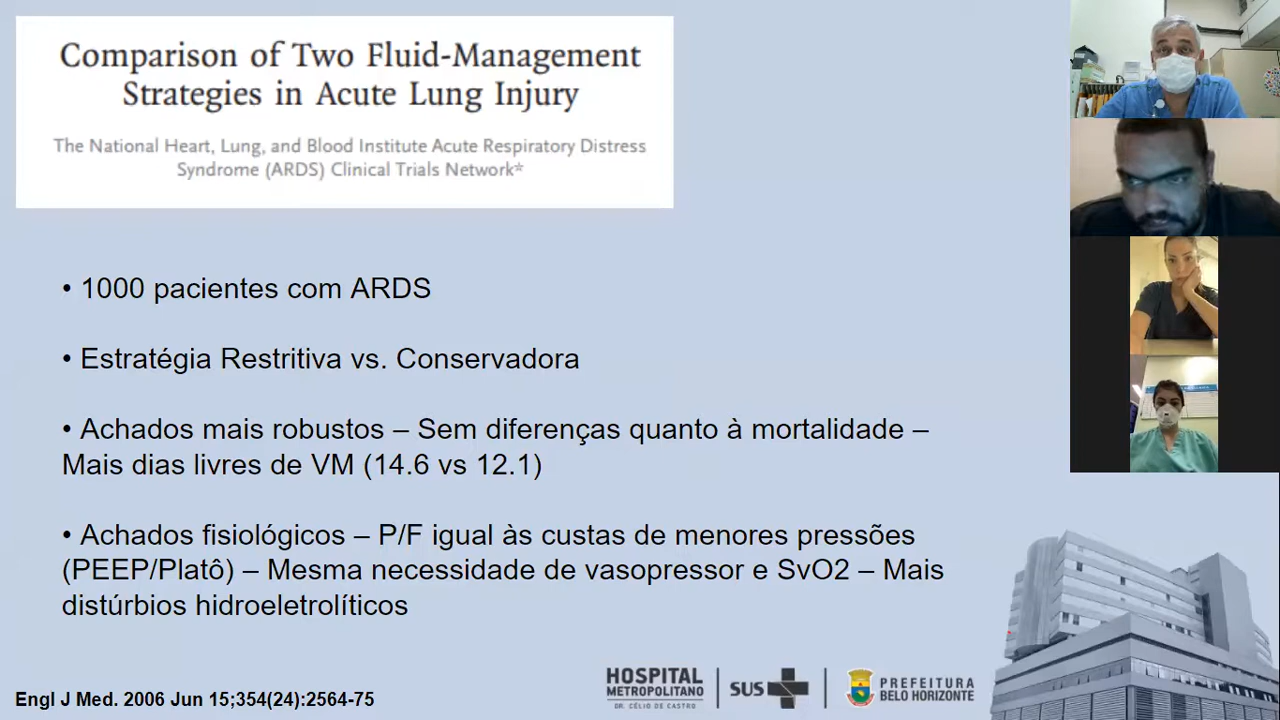 Comparison of Two Fluid-Management
Strategies in Acute Lung Injury
The National Heart, Lung, and Blood Institute Acute Respiratory Distress
Syndrome (ARDS) Clinical Trials Network*
• 1000 pacientes com ARDS
• Estratégia Restritiva vs. Conservadora
• Achados mais robustos – Sem diferenças quanto à mortalidade –
Mais dias livres de VM (14.6 vs 12.1)
• Achados fisiológicos – P/F igual às custas de menores pressões
(PEEP/Platô) – Mesma necessidade de vasopressor e SvO2 – Mais
distúrbios hidroeletrolíticos
Engl J Med. 2006 Jun 15;354(24):2564-75
HOSPITAL
METROPOLITANO
DR. CÉLIO DE CASTRO
SUS
PREFEITURA
BELO HORIZONTE